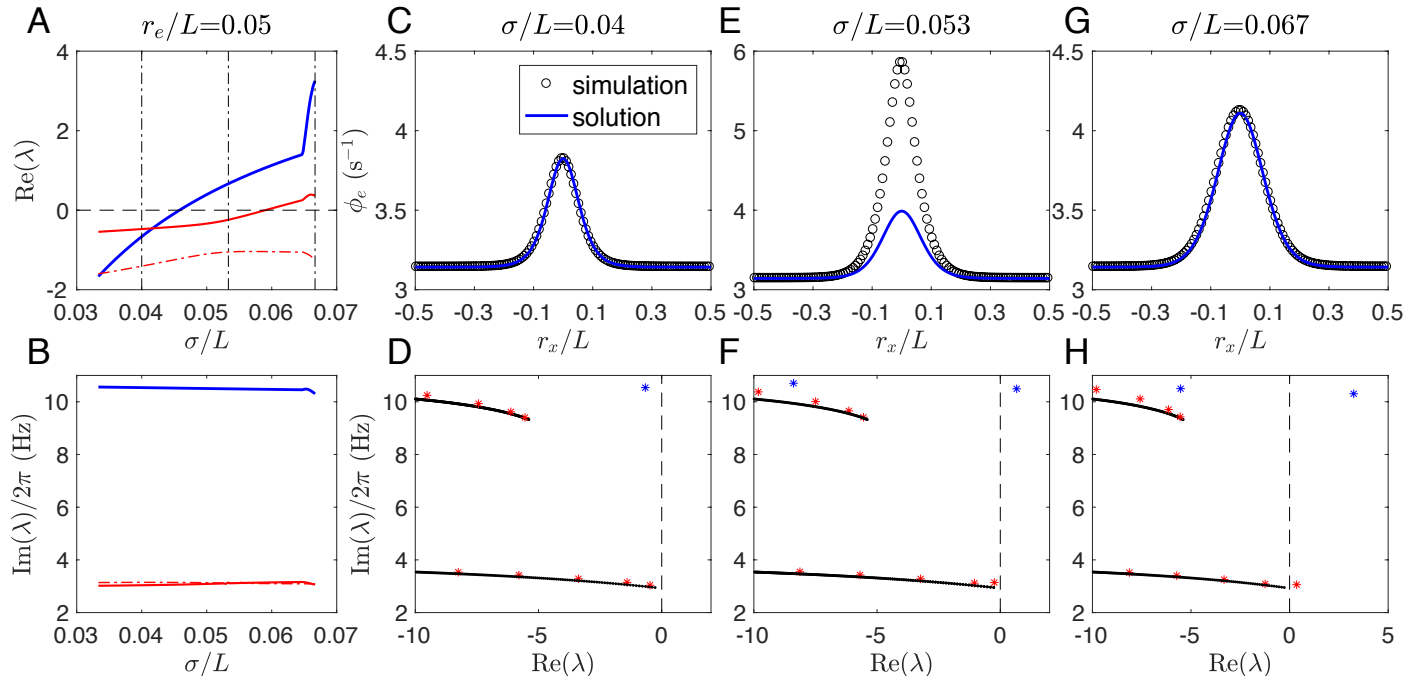 A r_e/L=0.05
Re(λ)
4
2
0
-2
0.03 0.04 0.05 0.06 0.07
σ/L
C σ/L=0.04
ϕ_e (s⁻¹)
4.5
4
3.5
3
-0.5 -0.3 -0.1 0.1 0.3 0.5
r_x/L
simulation
solution
E σ/L=0.053
6
5
4
3
-0.5 -0.3 -0.1 0.1 0.3 0.5
r_x/L
G σ/L=0.067
4.5
4
3.5
3
-0.5 -0.3 -0.1 0.1 0.3 0.5
r_x/L
B
Im(λ)/2π (Hz)
10
8
6
4
2
0.03 0.04 0.05 0.06 0.07
σ/L
D
Im(λ)/2π (Hz)
10
8
6
4
2
-10 -5 0
Re(λ)
F
10
8
6
4
2
-10 -5 0
Re(λ)
H
10
8
6
4
2
-10 -5 0 5
Re(λ)